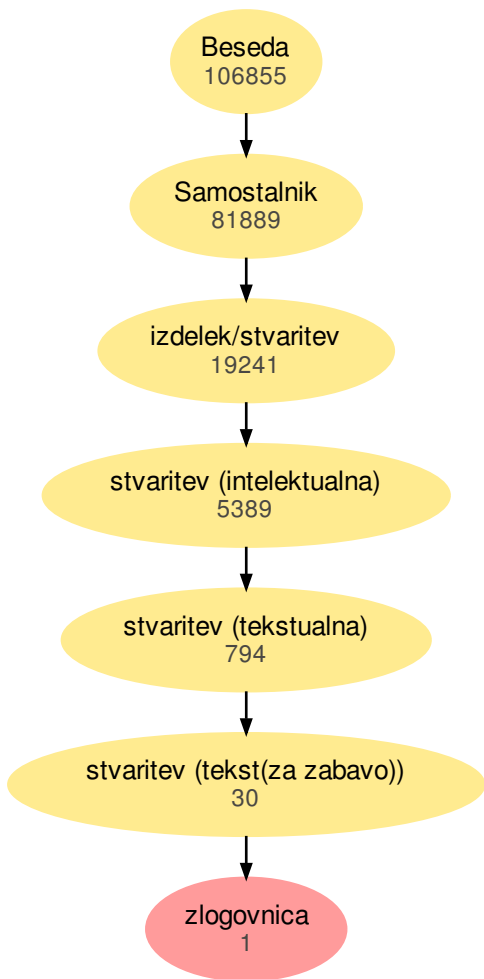 Beseda
106855
Samostalnik
81889
izdelek/stvaritev
19241
stvaritev (intelektualna)
5389
stvaritev (tekstualna)
794
stvaritev (tekst(za zabavo))
30
zlogovnica
1